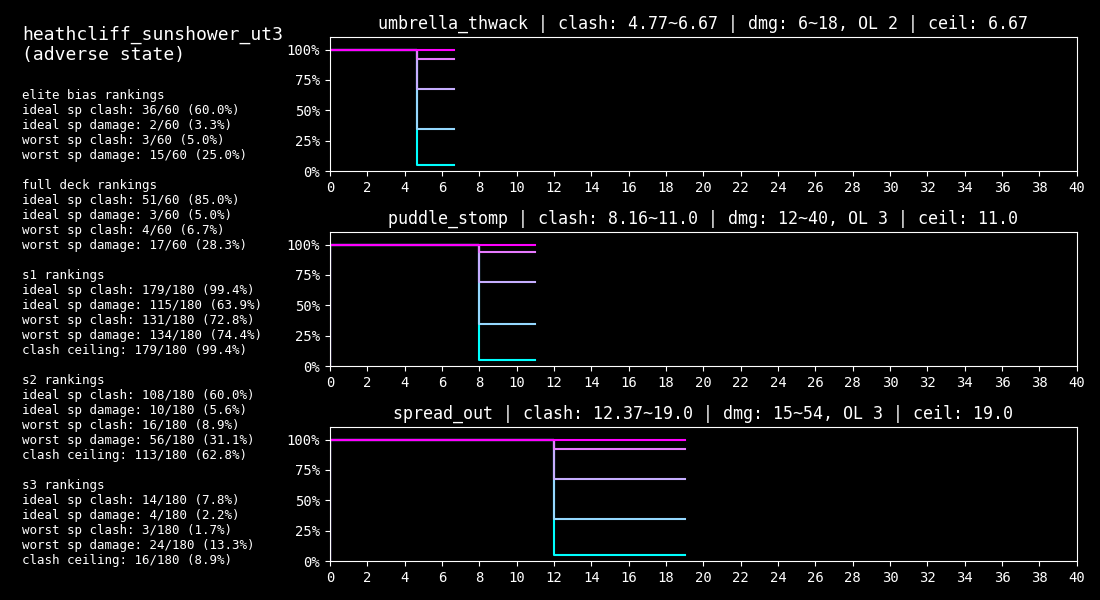 heathcliff_sunshower_ut3
(adverse state)
elite bias rankings
ideal sp clash: 36/60 (60.0%)
ideal sp damage: 2/60 (3.3%)
worst sp clash: 3/60 (5.0%)
worst sp damage: 15/60 (25.0%)
full deck rankings
ideal sp clash: 51/60 (85.0%)
ideal sp damage: 3/60 (5.0%)
worst sp clash: 4/60 (6.7%)
worst sp damage: 17/60 (28.3%)
s1 rankings
ideal sp clash: 179/180 (99.4%)
ideal sp damage: 115/180 (63.9%)
worst sp clash: 131/180 (72.8%)
worst sp damage: 134/180 (74.4%)
clash ceiling: 179/180 (99.4%)
s2 rankings
ideal sp clash: 108/180 (60.0%)
ideal sp damage: 10/180 (5.6%)
worst sp clash: 16/180 (8.9%)
worst sp damage: 56/180 (31.1%)
clash ceiling: 113/180 (62.8%)
s3 rankings
ideal sp clash: 14/180 (7.8%)
ideal sp damage: 4/180 (2.2%)
worst sp clash: 3/180 (1.7%)
worst sp damage: 24/180 (13.3%)
clash ceiling: 16/180 (8.9%)
umbrella_thwack | clash: 4.77~6.67 | dmg: 6~18, OL 2 | ceil: 6.67
100%
75%
50%
25%
0%
0 2 4 6 8 10 12 14 16 18 20 22 24 26 28 30 32 34 36 38 40
puddle_stomp | clash: 8.16~11.0 | dmg: 12~40, OL 3 | ceil: 11.0
100%
75%
50%
25%
0%
0 2 4 6 8 10 12 14 16 18 20 22 24 26 28 30 32 34 36 38 40
spread_out | clash: 12.37~19.0 | dmg: 15~54, OL 3 | ceil: 19.0
100%
75%
50%
25%
0%
0 2 4 6 8 10 12 14 16 18 20 22 24 26 28 30 32 34 36 38 40